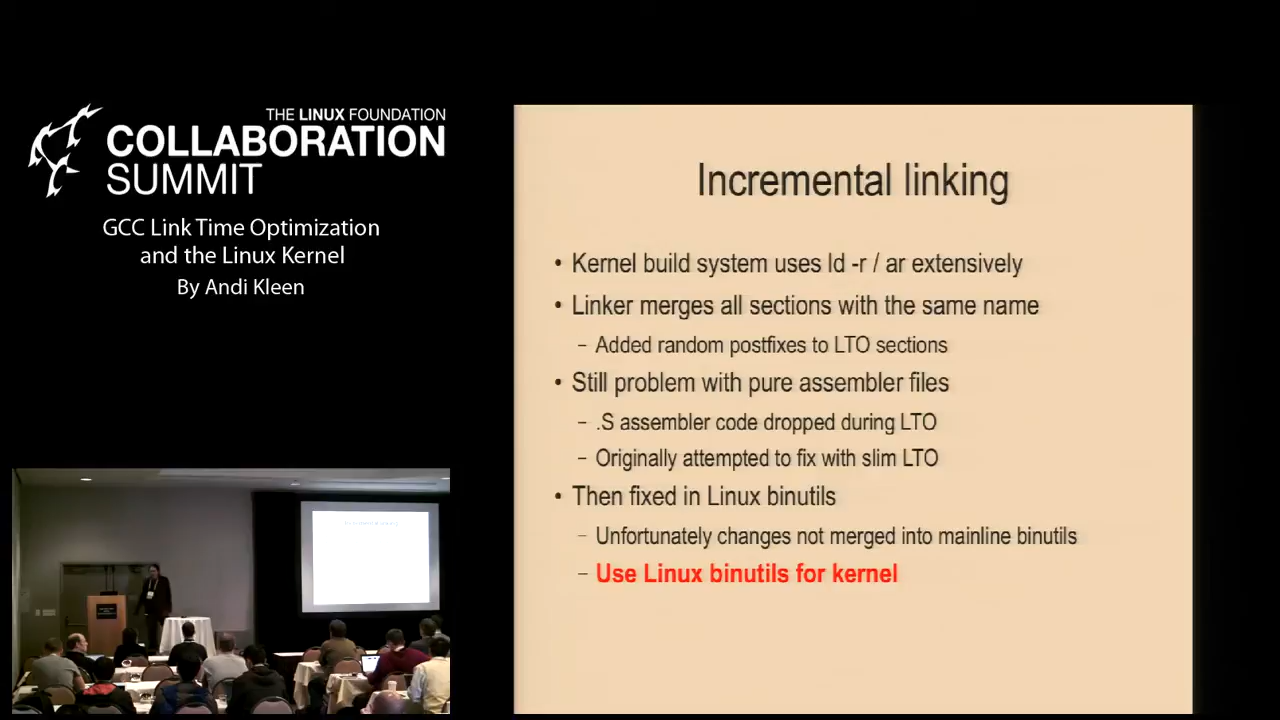 THE LINUX FOUNDATION
COLLABORATION
SUMMIT
GCC Link Time Optimization
and the Linux Kernel
By Andi Kleen
Incremental linking
• Kernel build system uses ld -r / ar extensively
• Linker merges all sections with the same name
– Added random postfixes to LTO sections
• Still problem with pure assembler files
– .S assembler code dropped during LTO
– Originally attempted to fix with slim LTO
• Then fixed in Linux binutils
– Unfortunately changes not merged into mainline binutils
– Use Linux binutils for kernel